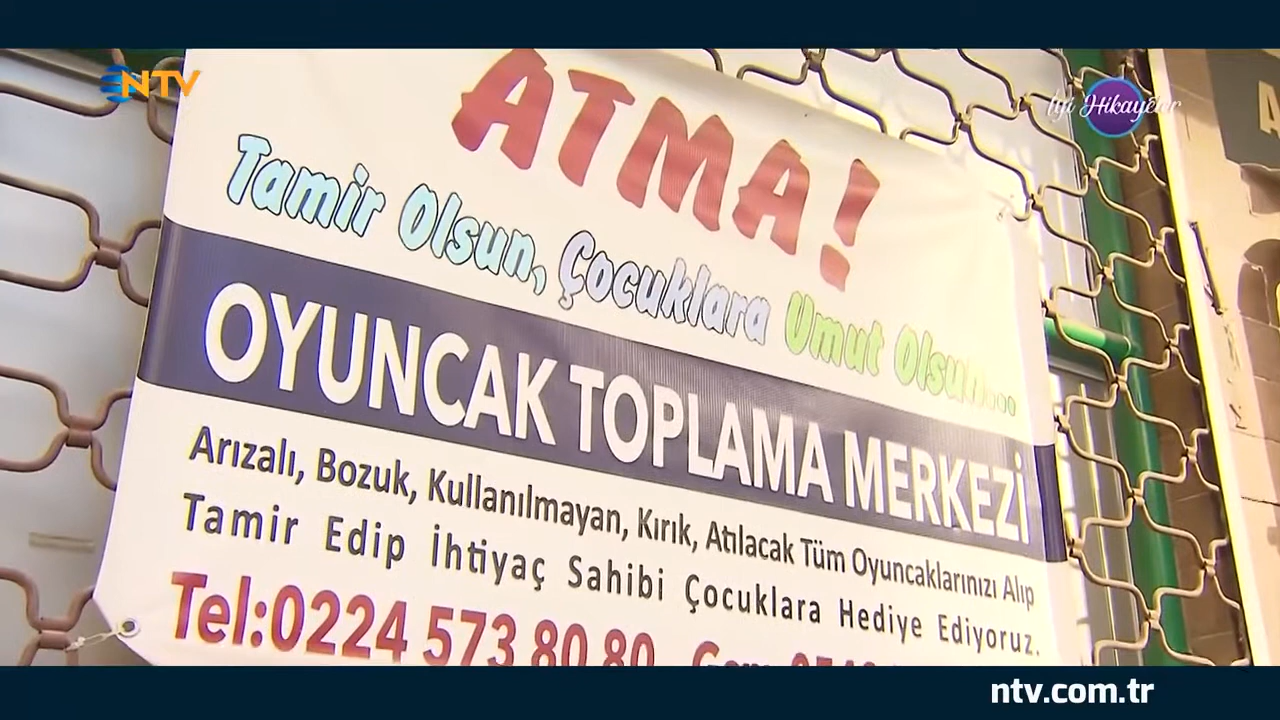 NTV
İyi Hikayeler
ATMA!
Tamir Olsun, Çocuklara Umut Olsun...
OYUNCAK TOPLAMA MERKEZİ
Arızalı, Bozuk, Kullanılmayan, Kırık, Atılacak Tüm Oyuncaklarınızı Alıp
Tamir Edip İhtiyaç Sahibi Çocuklara Hediye Ediyoruz.
Tel:0224 573 80 80
ntv.com.tr